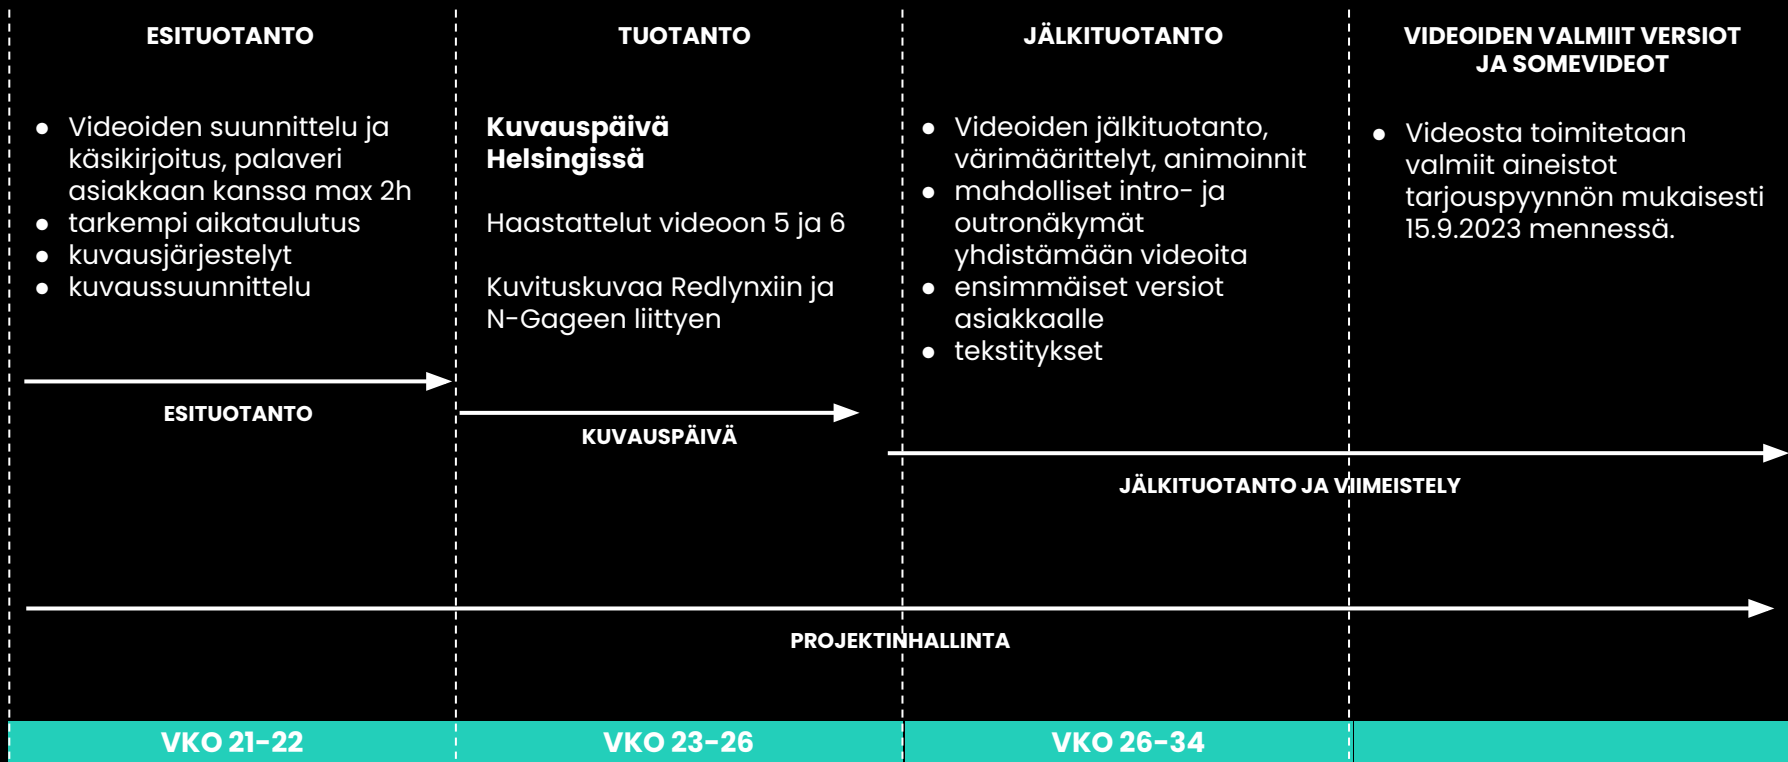 ESITUOTANTO
● Videoiden suunnittelu ja
käsikirjoitus, palaveri
asiakkaan kanssa max 2h
● tarkempi aikataulutus
● kuvausjärjestelyt
● kuvaussuunnittelu
ESITUOTANTO
TUOTANTO
Kuvauspäivä
Helsingissä
Haastattelut videoon 5 ja 6
Kuvituskuvaa Redlynxiin ja
N-Gageen liittyen
KUVAUSPÄIVÄ
JÄLKITUOTANTO
● Videoiden jälkituotanto,
värimäärittelyt, animoinnit
● mahdolliset intro- ja
outronäkymät
yhdistämään videoita
● ensimmäiset versiot
asiakkaalle
● tekstitykset
VIDEOIDEN VALMIIT VERSIOT
JA SOMEVIDEOT
● Videosta toimitetaan
valmiit aineistot
tarjouspyynnön mukaisesti
15.9.2023 mennessä.
JÄLKITUOTANTO JA VIIMEISTELY
PROJEKTINHALLINTA
VKO 21-22
VKO 23-26
VKO 26-34